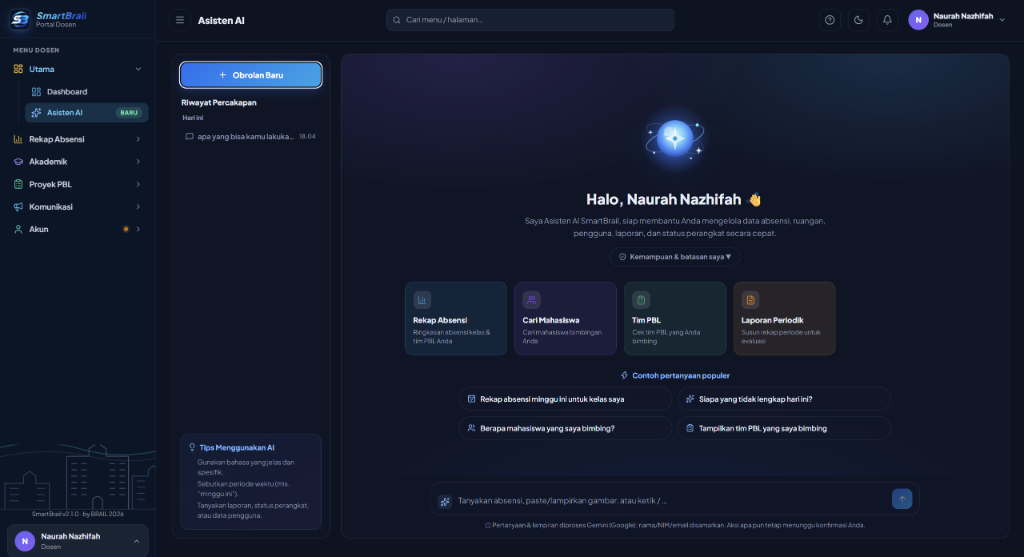 SmartBrail
Portal Dosen
Asisten AI
Cari menu / halaman...
N
Naurah Nazhifah
Dosen
MENU DOSEN
Utama
Dashboard
Asisten AI
BARU
Rekap Absensi
Akademik
Proyek PBL
Komunikasi
Akun
SmartBrail v2.1.0 · by BRAIL 2026
N
Naurah Nazhifah
Dosen
+ Obrolan Baru
Riwayat Percakapan
Hari ini
apa yang bisa kamu lakuka... 18.04
Tips Menggunakan AI
Gunakan bahasa yang jelas dan
spesifik.
Sebutkan periode waktu (mis.
"minggu ini").
Tanyakan laporan, status perangkat,
atau data pengguna.
Halo, Naurah Nazhifah 👋
Saya Asisten AI SmartBrail, siap membantu Anda mengelola data absensi, ruangan,
pengguna, laporan, dan status perangkat secara cepat.
Kemampuan & batasan saya ▼
Rekap Absensi
Ringkasan absensi kelas &
tim PBL Anda
Cari Mahasiswa
Cari mahasiswa bimbingan
Anda
Tim PBL
Cek tim PBL yang Anda
bimbing
Laporan Periodik
Susun rekap periode untuk
evaluasi
Contoh pertanyaan populer
Rekap absensi minggu ini untuk kelas saya
Siapa yang tidak lengkap hari ini?
Berapa mahasiswa yang saya bimbing?
Tampilkan tim PBL yang saya bimbing
Tanyakan absensi, paste/lampirkan gambar, atau ketik / ...
Pertanyaan & lampiran diproses Gemini (Google); nama/NIM/email disamarkan. Aksi apa pun tetap menunggu konfirmasi Anda.